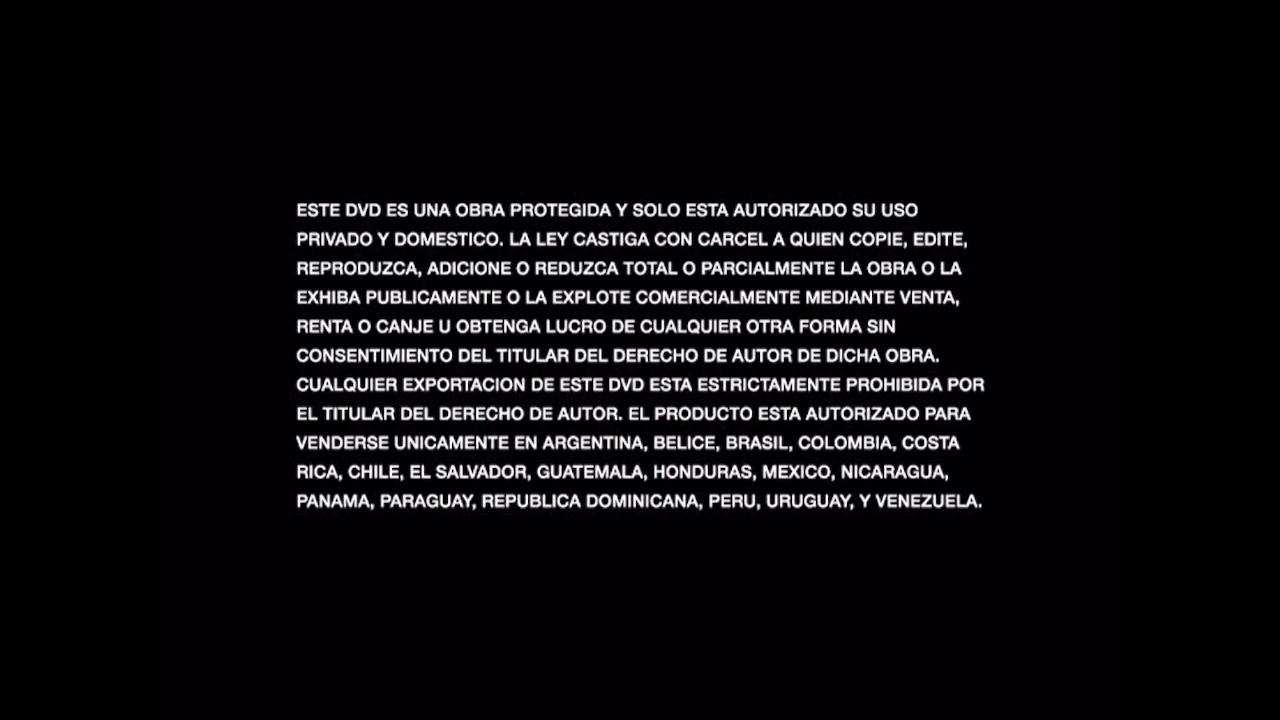 ESTE DVD ES UNA OBRA PROTEGIDA Y SOLO ESTA AUTORIZADO SU USO
PRIVADO Y DOMESTICO. LA LEY CASTIGA CON CARCEL A QUIEN COPIE, EDITE,
REPRODUZCA, ADICIONE O REDUZCA TOTAL O PARCIALMENTE LA OBRA O LA
EXHIBA PUBLICAMENTE O LA EXPLOTE COMERCIALMENTE MEDIANTE VENTA,
RENTA O CANJE U OBTENGA LUCRO DE CUALQUIER OTRA FORMA SIN
CONSENTIMIENTO DEL TITULAR DEL DERECHO DE AUTOR DE DICHA OBRA.
CUALQUIER EXPORTACION DE ESTE DVD ESTA ESTRICTAMENTE PROHIBIDA POR
EL TITULAR DEL DERECHO DE AUTOR. EL PRODUCTO ESTA AUTORIZADO PARA
VENDERSE UNICAMENTE EN ARGENTINA, BELICE, BRASIL, COLOMBIA, COSTA
RICA, CHILE, EL SALVADOR, GUATEMALA, HONDURAS, MEXICO, NICARAGUA,
PANAMA, PARAGUAY, REPUBLICA DOMINICANA, PERU, URUGUAY, Y VENEZUELA.